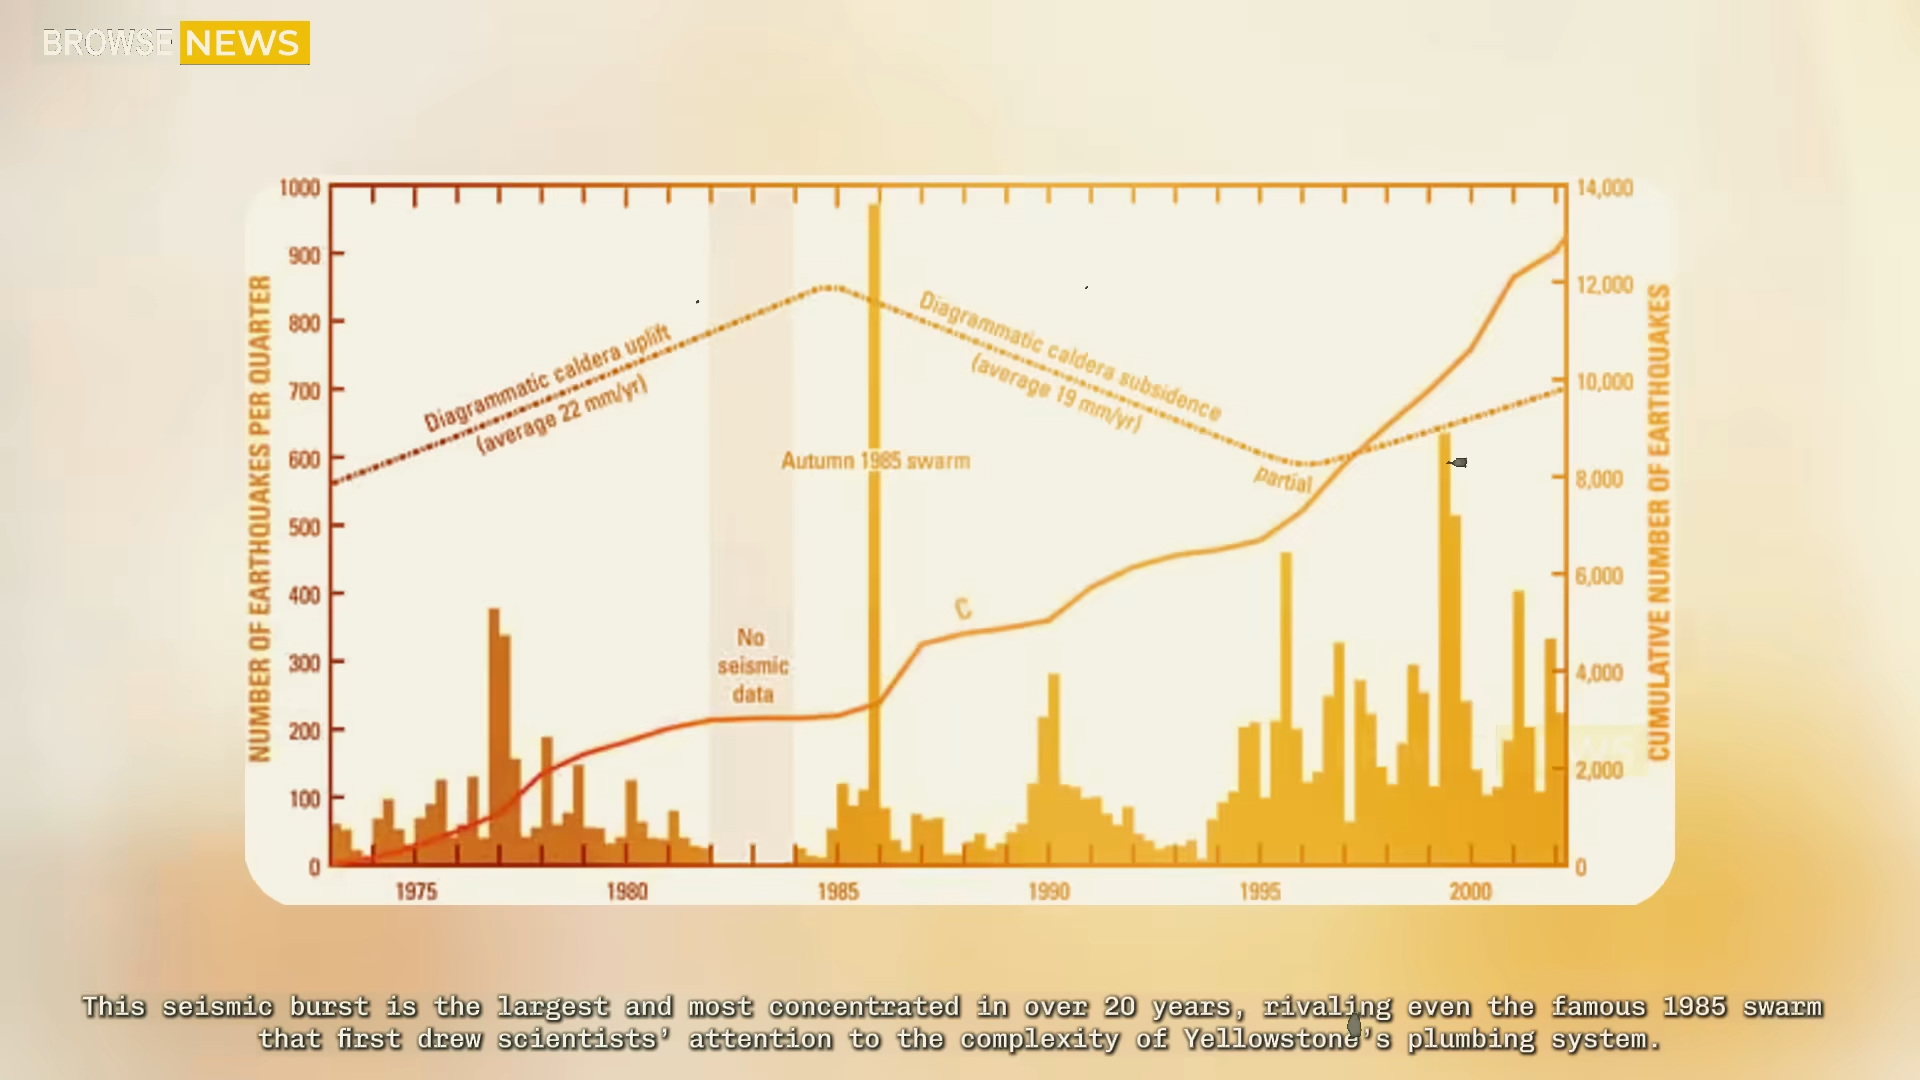 BROWSE NEWS
1000
900
800
700
600
500
400
300
200
100
0
NUMBER OF EARTHQUAKES PER QUARTER
14,000
12,000
10,000
8,000
6,000
4,000
2,000
0
CUMULATIVE NUMBER OF EARTHQUAKES
Diagrammatic caldera uplift
(average 22 mm/yr)
Diagrammatic caldera subsidence
(average 19 mm/yr)
Autumn 1985 swarm
partial
C
No
seismic
data
1975 1980 1985 1990 1995 2000
This seismic burst is the largest and most concentrated in over 20 years, rivaling even the famous 1985 swarm
that first drew scientists’ attention to the complexity of Yellowstone’s plumbing system.